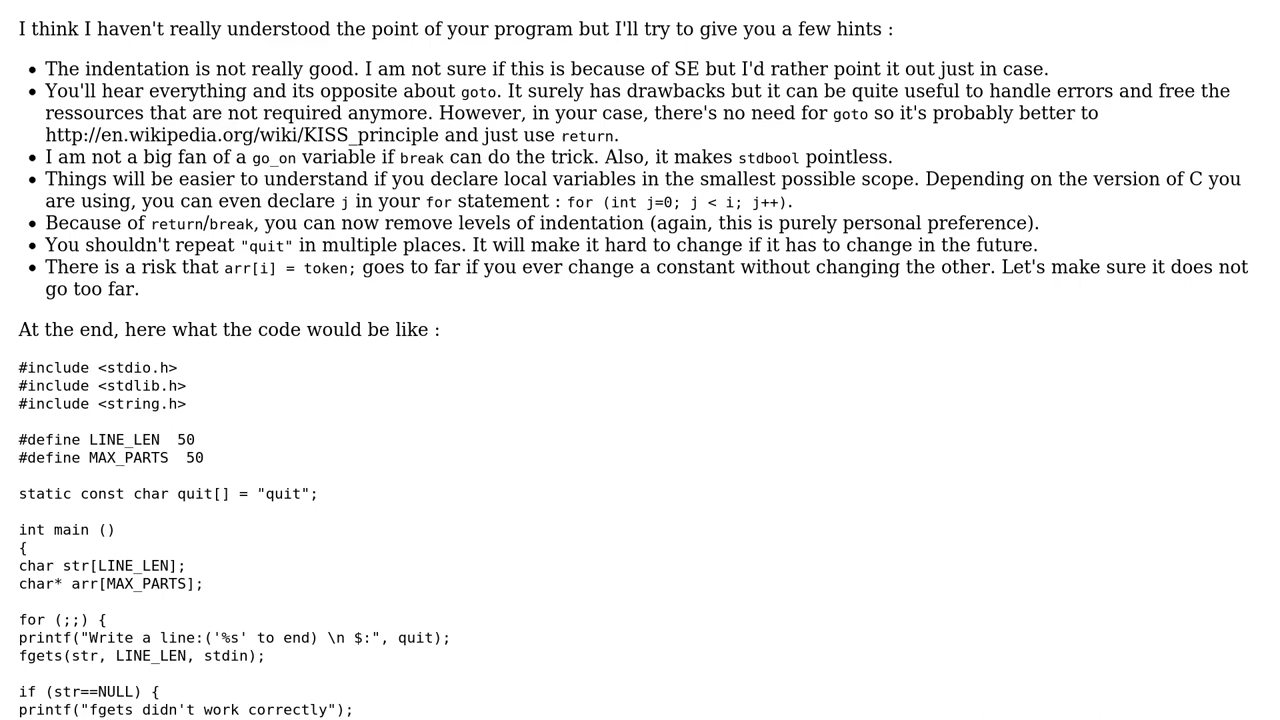 I think I haven't really understood the point of your program but I'll try to give you a few hints :
• The indentation is not really good. I am not sure if this is because of SE but I'd rather point it out just in case.
• You'll hear everything and its opposite about goto. It surely has drawbacks but it can be quite useful to handle errors and free the
ressources that are not required anymore. However, in your case, there's no need for goto so it's probably better to
http://en.wikipedia.org/wiki/KISS_principle and just use return.
• I am not a big fan of a go_on variable if break can do the trick. Also, it makes stdbool pointless.
• Things will be easier to understand if you declare local variables in the smallest possible scope. Depending on the version of C you
are using, you can even declare j in your for statement : for (int j=0; j < i; j++).
• Because of return/break, you can now remove levels of indentation (again, this is purely personal preference).
• You shouldn't repeat "quit" in multiple places. It will make it hard to change if it has to change in the future.
• There is a risk that arr[i] = token; goes to far if you ever change a constant without changing the other. Let's make sure it does not
go too far.
At the end, here what the code would be like :
#include <stdio.h>
#include <stdlib.h>
#include <string.h>
#define LINE_LEN  50
#define MAX_PARTS  50
static const char quit[] = "quit";
int main ()
{
char str[LINE_LEN];
char* arr[MAX_PARTS];
for (;;) {
printf("Write a line:('%s' to end) \n $:", quit);
fgets(str, LINE_LEN, stdin);
if (str==NULL) {
printf("fgets didn't work correctly");